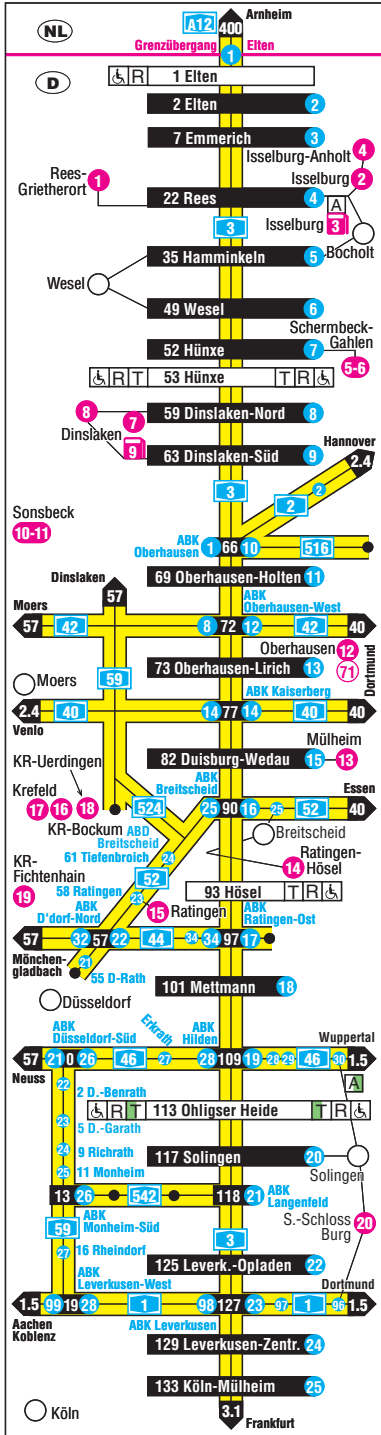 NL
A12
400
Arnheim
Grenzübergang
Elten
1
D
R
1 Elten
2 Elten
2
7 Emmerich
3
Isselburg-Anholt
4
Rees-
Grietherort
1
Isselburg
2
22 Rees
4
A
Isselburg
3
3
Bocholt
35 Hamminkeln
5
Wesel
49 Wesel
6
Schermbeck-
Gahlen
5-6
52 Hünxe
7
R T
53 Hünxe
T R
8
7
59 Dinslaken-Nord
8
Dinslaken
9
63 Dinslaken-Süd
9
Hannover
2.4
3
2
2
Sonsbeck
10-11
ABK
Oberhausen
1
66
10
516
69 Oberhausen-Holten
11
Dinslaken
57
ABK
Oberhausen-West
Moers
57
42
8
72
12
42
40
Dortmund
Oberhausen
12
71
59
73 Oberhausen-Lirich
13
Moers
ABK Kaiserberg
2.4
40
14
77
14
40
40
Venlo
KR-Uerdingen
82 Duisburg-Wedau
15
Mülheim
13
Krefeld
17
16
18
ABK
Breitscheid
Essen
524
25
90
16
25
52
40
KR-Bockum
ABD
Breitscheid
Breitscheid
61 Tiefenbroich
24
Ratingen-
Hösel
14
KR-
Fichtenhain
19
52
58 Ratingen
23
93 Hösel
T R
15
Ratingen
ABK
D'dorf-Nord
ABK
Ratingen-Ost
57
32
57
22
44
34
34
97
17
Mönchen-
gladbach
21
55 D-Rath
101 Mettmann
18
Düsseldorf
ABK
Düsseldorf-Süd
Erkrath
ABK
Hilden
Wuppertal
57
21
0
26
46
27
28
109
19
28
29
46
30
1.5
Neuss
22
A
2 D.-Benrath
R T
113 Ohligser Heide
T R
23
5 D.-Garath
24
9 Richrath
117 Solingen
20
Solingen
25
11 Monheim
13
26
542
118
21
ABK
Langenfeld
59
ABK
Monheim-Süd
S.-Schloss
Burg
20
3
27
16 Rheindorf
125 Leverk.-Opladen
22
ABK
Leverkusen-West
Dortmund
1.5
99
19
28
1
98
127
23
97
1
96
1.5
Aachen
Koblenz
ABK Leverkusen
129 Leverkusen-Zentr.
24
133 Köln-Mülheim
25
Köln
3.1
Frankfurt